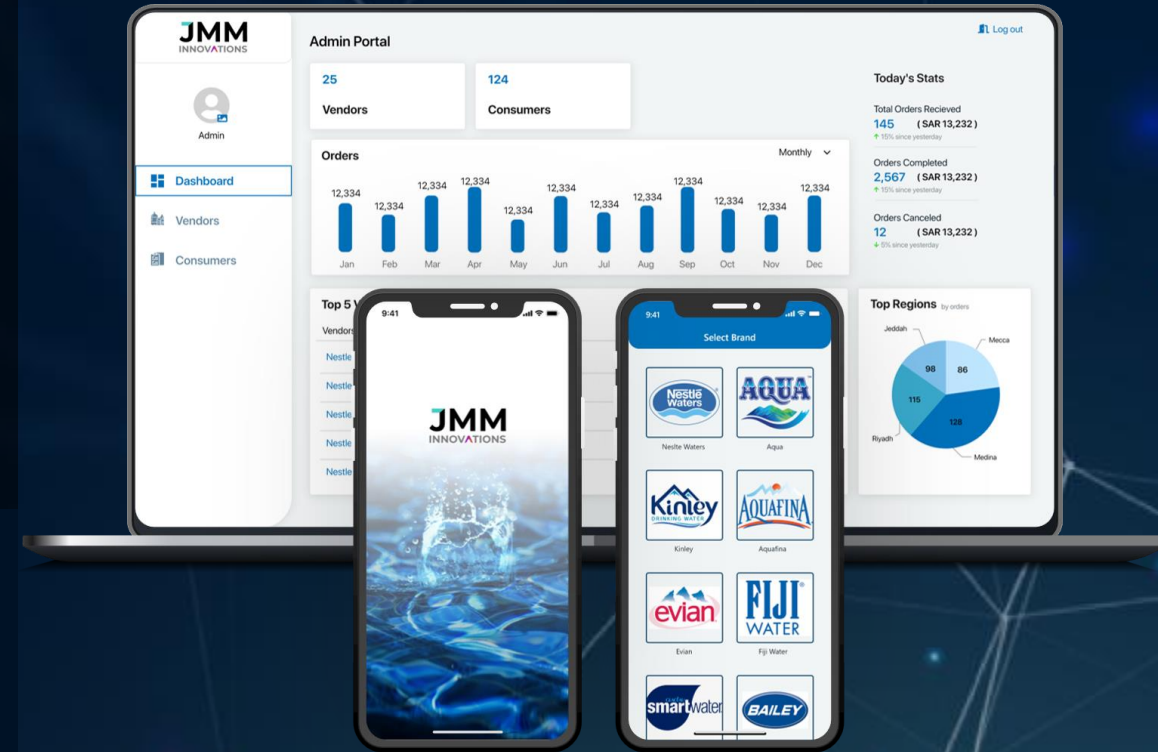 JMM
INNOVATIONS
Admin
Dashboard
Vendors
Consumers
Admin Portal
Log out
25
Vendors
124
Consumers
Orders
Monthly
12,334
12,334
12,334
12,334
12,334
12,334
12,334
12,334
12,334
12,334
12,334
12,334
Jan Feb Mar Apr May Jun Jul Aug Sep Oct Nov Dec
Today's Stats
Total Orders Recieved
145 ( SAR 13,232 )
15% since yesterday
Orders Completed
2,567 ( SAR 13,232 )
15% since yesterday
Orders Canceled
12 ( SAR 13,232 )
5% since yesterday
Top 5
Nestle
Nestle
Nestle
Nestle
Nestle
Top Regions by orders
Jeddah
Mecca
98
86
115
128
Riyadh
Medina
9:41
JMM
INNOVATIONS
9:41
Select Brand
Nestlé
Waters
Neslte Waters
AQUA
Aqua
Kinley
DRINKING WATER
Kinley
AQUAFINA
Aquafina
evian
Evian
FIJI
WATER
Fiji Water
smartwater
BAILEY